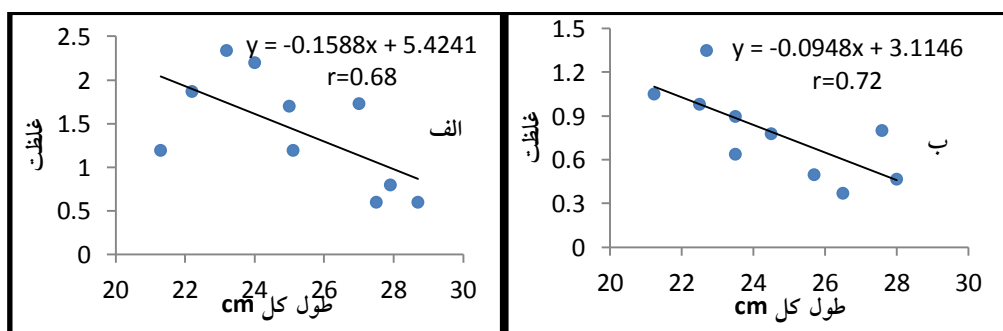 y = -0.1588x + 5.4241
r=0.68
الف
غلظت
2.5
2
1.5
1
0.5
0
20 22 24 26 28 30
طول کل cm
y = -0.0948x + 3.1146
r=0.72
ب
غلظت
1.5
1.2
0.9
0.6
0.3
0
20 22 24 26 28 30
طول کل cm